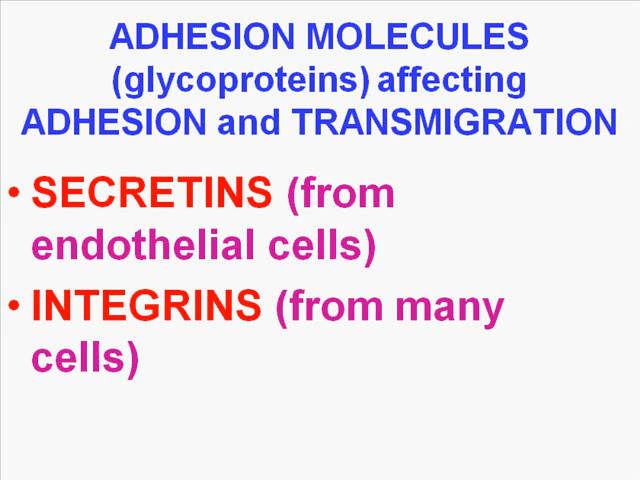 ADHESION MOLECULES
(glycoproteins) affecting
ADHESION and TRANSMIGRATION
• SECRETINS (from
endothelial cells)
• INTEGRINS (from many
cells)